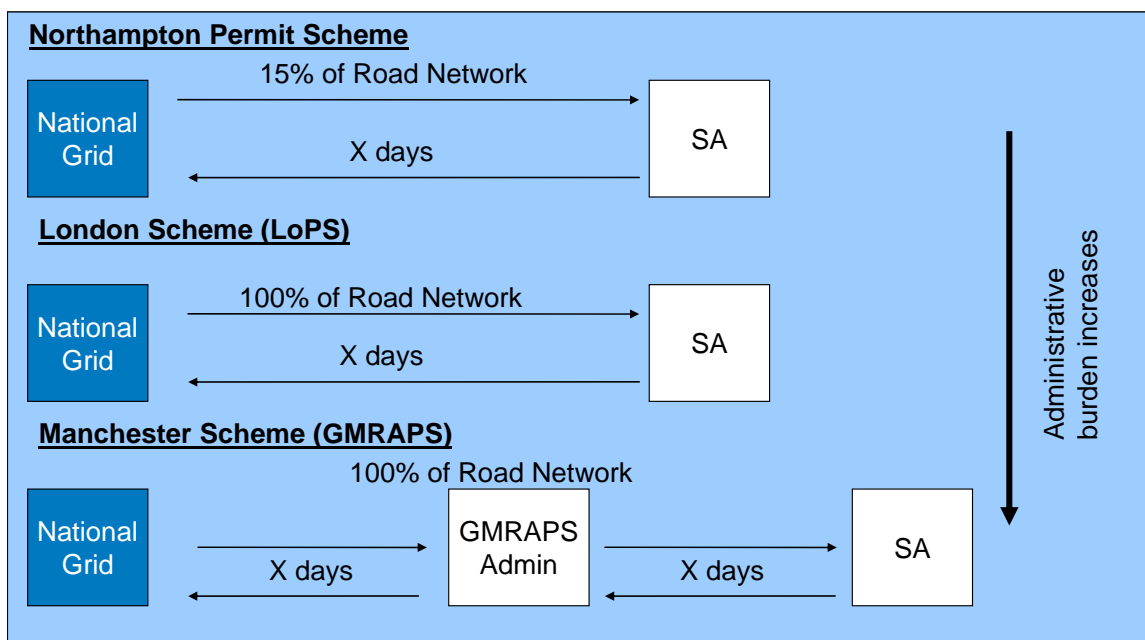 Northampton Permit Scheme
15% of Road Network
National
Grid
SA
X days
London Scheme (LoPS)
100% of Road Network
National
Grid
SA
X days
Manchester Scheme (GMRAPS)
100% of Road Network
National
Grid
GMRAPS
Admin
SA
X days
X days
Administrative
burden increases